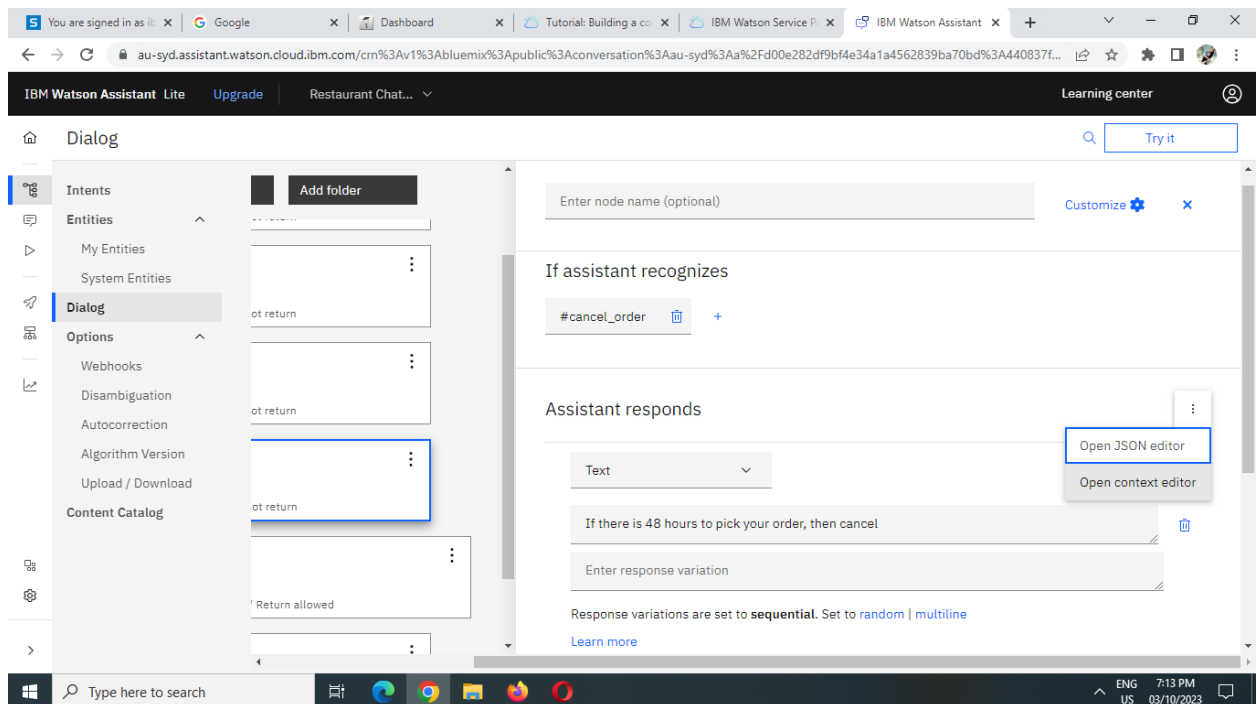 You are signed in as ib
Google
Dashboard
Tutorial: Building a co
IBM Watson Service P
IBM Watson Assistant
au-syd.assistant.watson.cloud.ibm.com/crn%3Av1%3Abluemix%3Apublic%3Aconversation%3Aau-syd%3Aa%2Fd00e282df9bf4e34a1a4562839ba70bd%3A440837f...
IBM Watson Assistant Lite Upgrade Restaurant Chat... Learning center
Dialog Try it
Intents
Entities
My Entities
System Entities
Dialog
Options
Webhooks
Disambiguation
Autocorrection
Algorithm Version
Upload / Download
Content Catalog
Add folder
ot return
ot return
ot return
/ Return allowed
Enter node name (optional)
Customize
If assistant recognizes
#cancel_order
Assistant responds
Open JSON editor
Open context editor
Text
If there is 48 hours to pick your order, then cancel
Enter response variation
Response variations are set to sequential. Set to random | multiline
Learn more
Type here to search
ENG 7:13 PM
US 03/10/2023